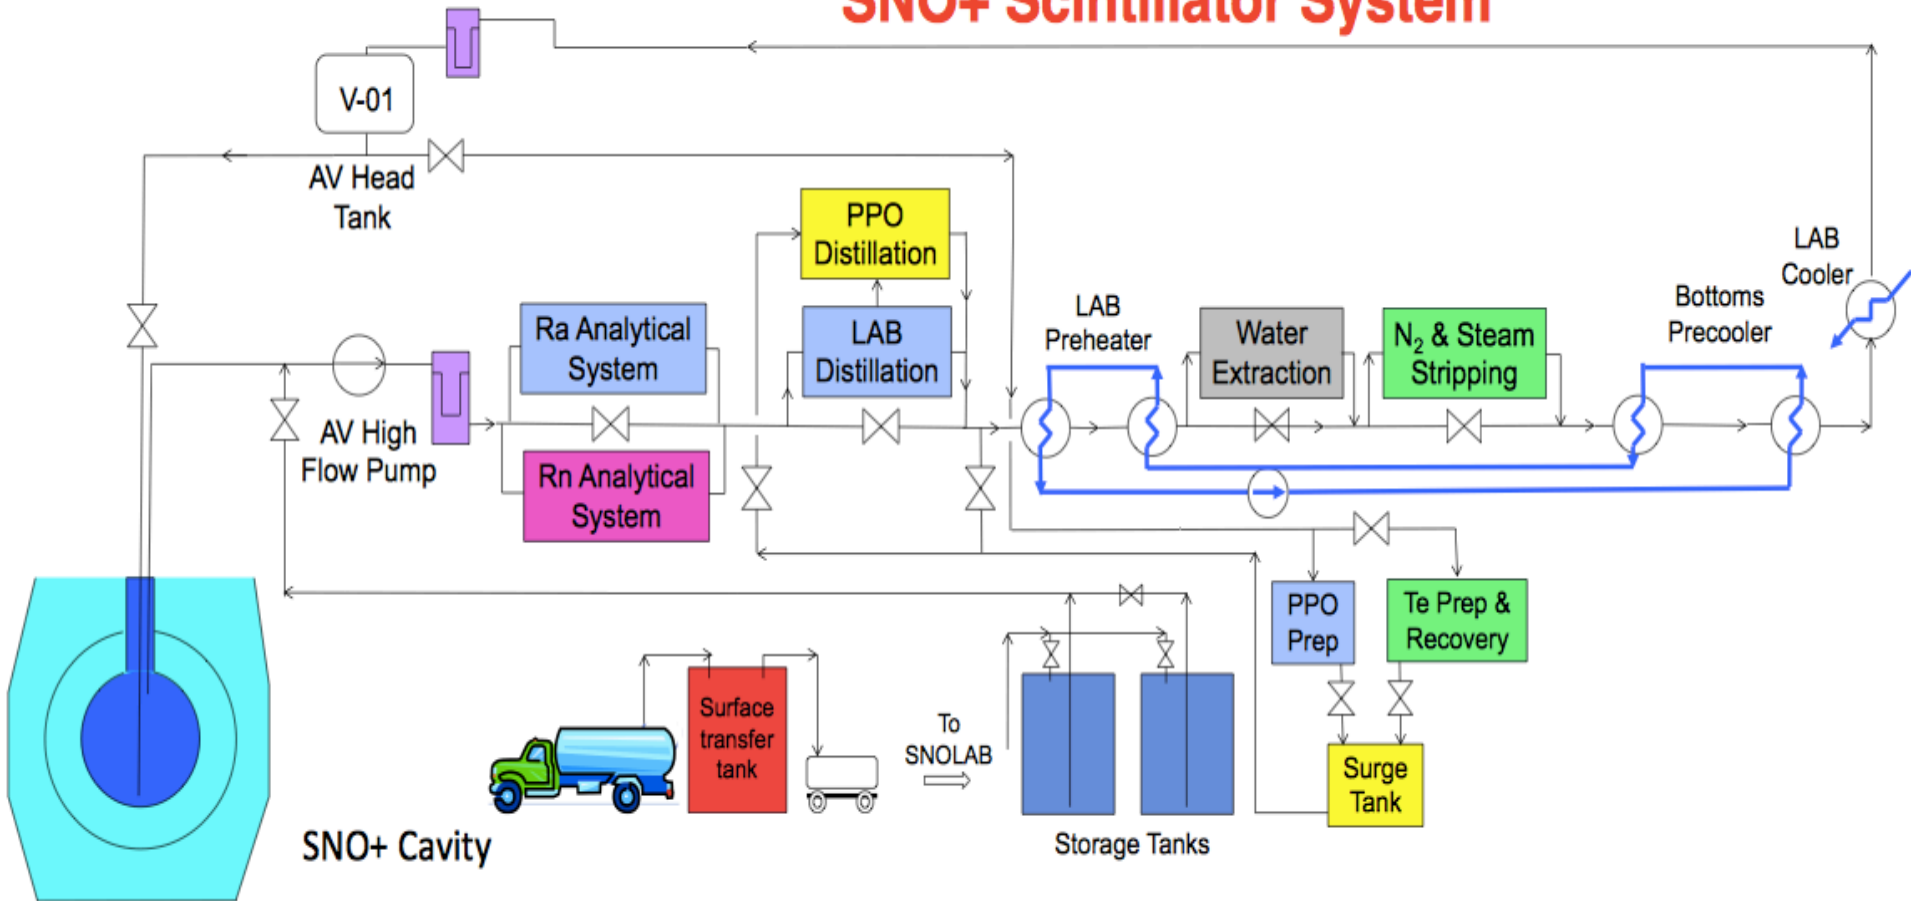 SNO+ Scintillator System
V-01
AV Head
Tank
PPO
Distillation
LAB
Cooler
Bottoms
Precooler
LAB
Preheater
Ra Analytical
System
LAB
Distillation
Water
Extraction
N₂ & Steam
Stripping
AV High
Flow Pump
Rn Analytical
System
PPO
Prep
Te Prep &
Recovery
Surface
transfer
tank
To
SNOLAB
Surge
Tank
SNO+ Cavity
Storage Tanks